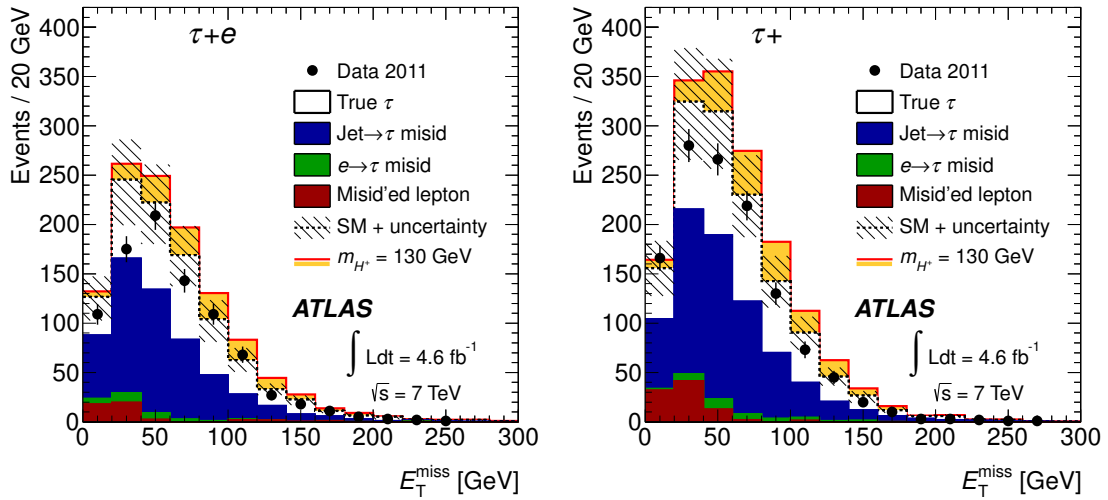 Events / 20 GeV
400
350
300
250
200
150
100
50
0
τ+e
Data 2011
True τ
Jet→τ misid
e→τ misid
Misid'ed lepton
SM + uncertainty
m_H+ = 130 GeV
ATLAS
∫ Ldt = 4.6 fb⁻¹
√s = 7 TeV
0 50 100 150 200 250 300
E_T^miss [GeV]
Events / 20 GeV
400
350
300
250
200
150
100
50
0
τ+
Data 2011
True τ
Jet→τ misid
e→τ misid
Misid'ed lepton
SM + uncertainty
m_H+ = 130 GeV
ATLAS
∫ Ldt = 4.6 fb⁻¹
√s = 7 TeV
0 50 100 150 200 250 300
E_T^miss [GeV]